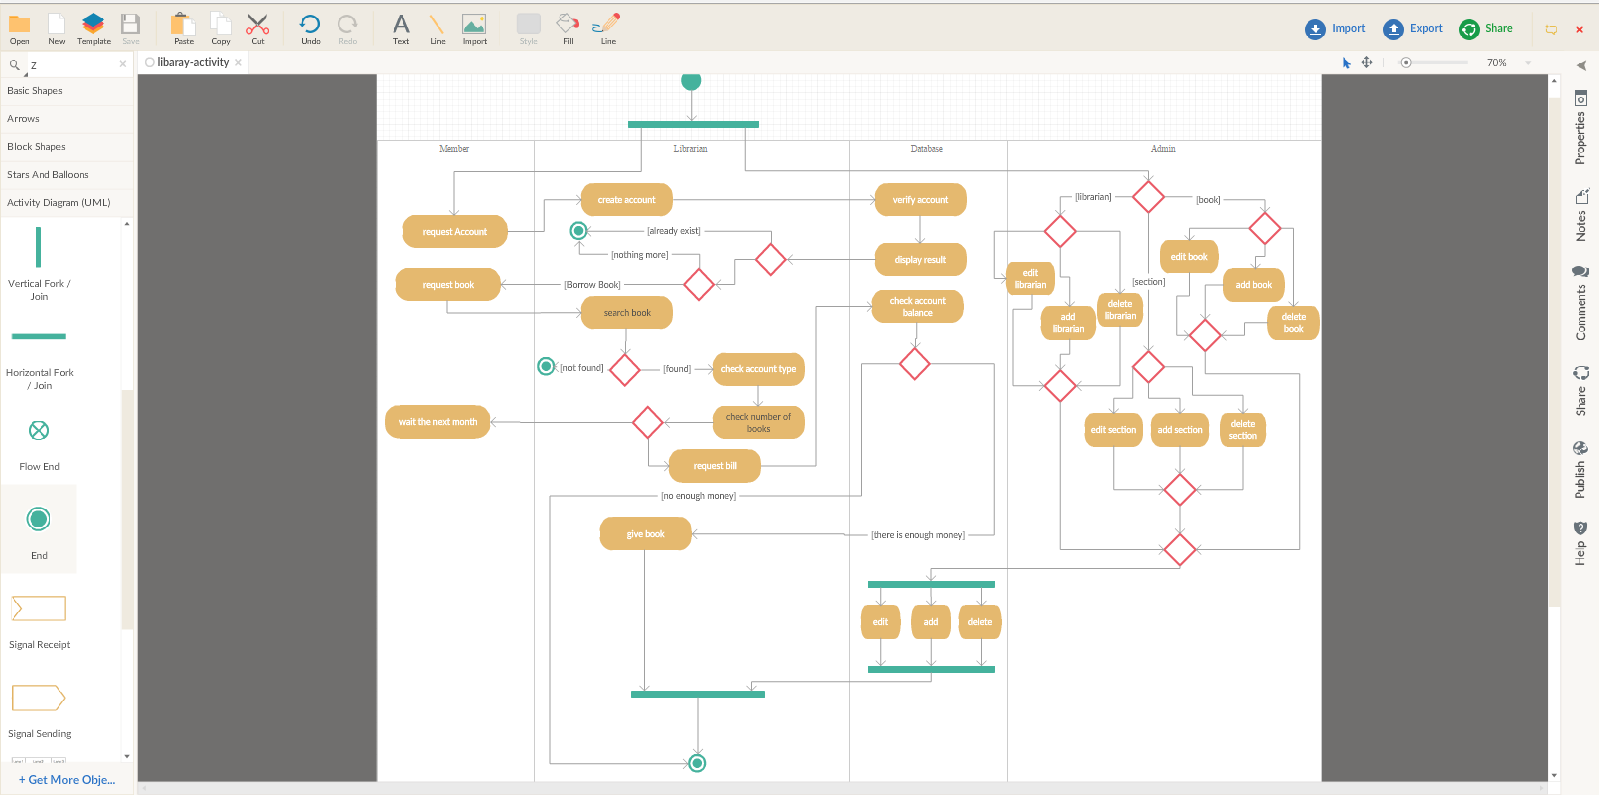 Open
New
Template
Save
Paste
Copy
Cut
Undo
Redo
Text
Line
Import
Style
Fill
Line
Import
Export
Share
Z
libaray-activity
70%
Basic Shapes
Arrows
Block Shapes
Stars And Balloons
Activity Diagram (UML)
Vertical Fork /
Join
Horizontal Fork
/ Join
Flow End
End
Signal Receipt
Signal Sending
+ Get More Obje...
Member
Librarian
Database
Admin
request Account
create account
verify account
[already exist]
[nothing more]
display result
request book
[Borrow Book]
search book
check account
balance
[not found]
[found]
check account type
wait the next month
check number of
books
request bill
[no enough money]
give book
[there is enough money]
[librarian]
[book]
[section]
edit
librarian
add
librarian
delete
librarian
edit book
add book
delete
book
edit section
add section
delete
section
edit
add
delete
Properties
Notes
Comments
Share
Publish
Help